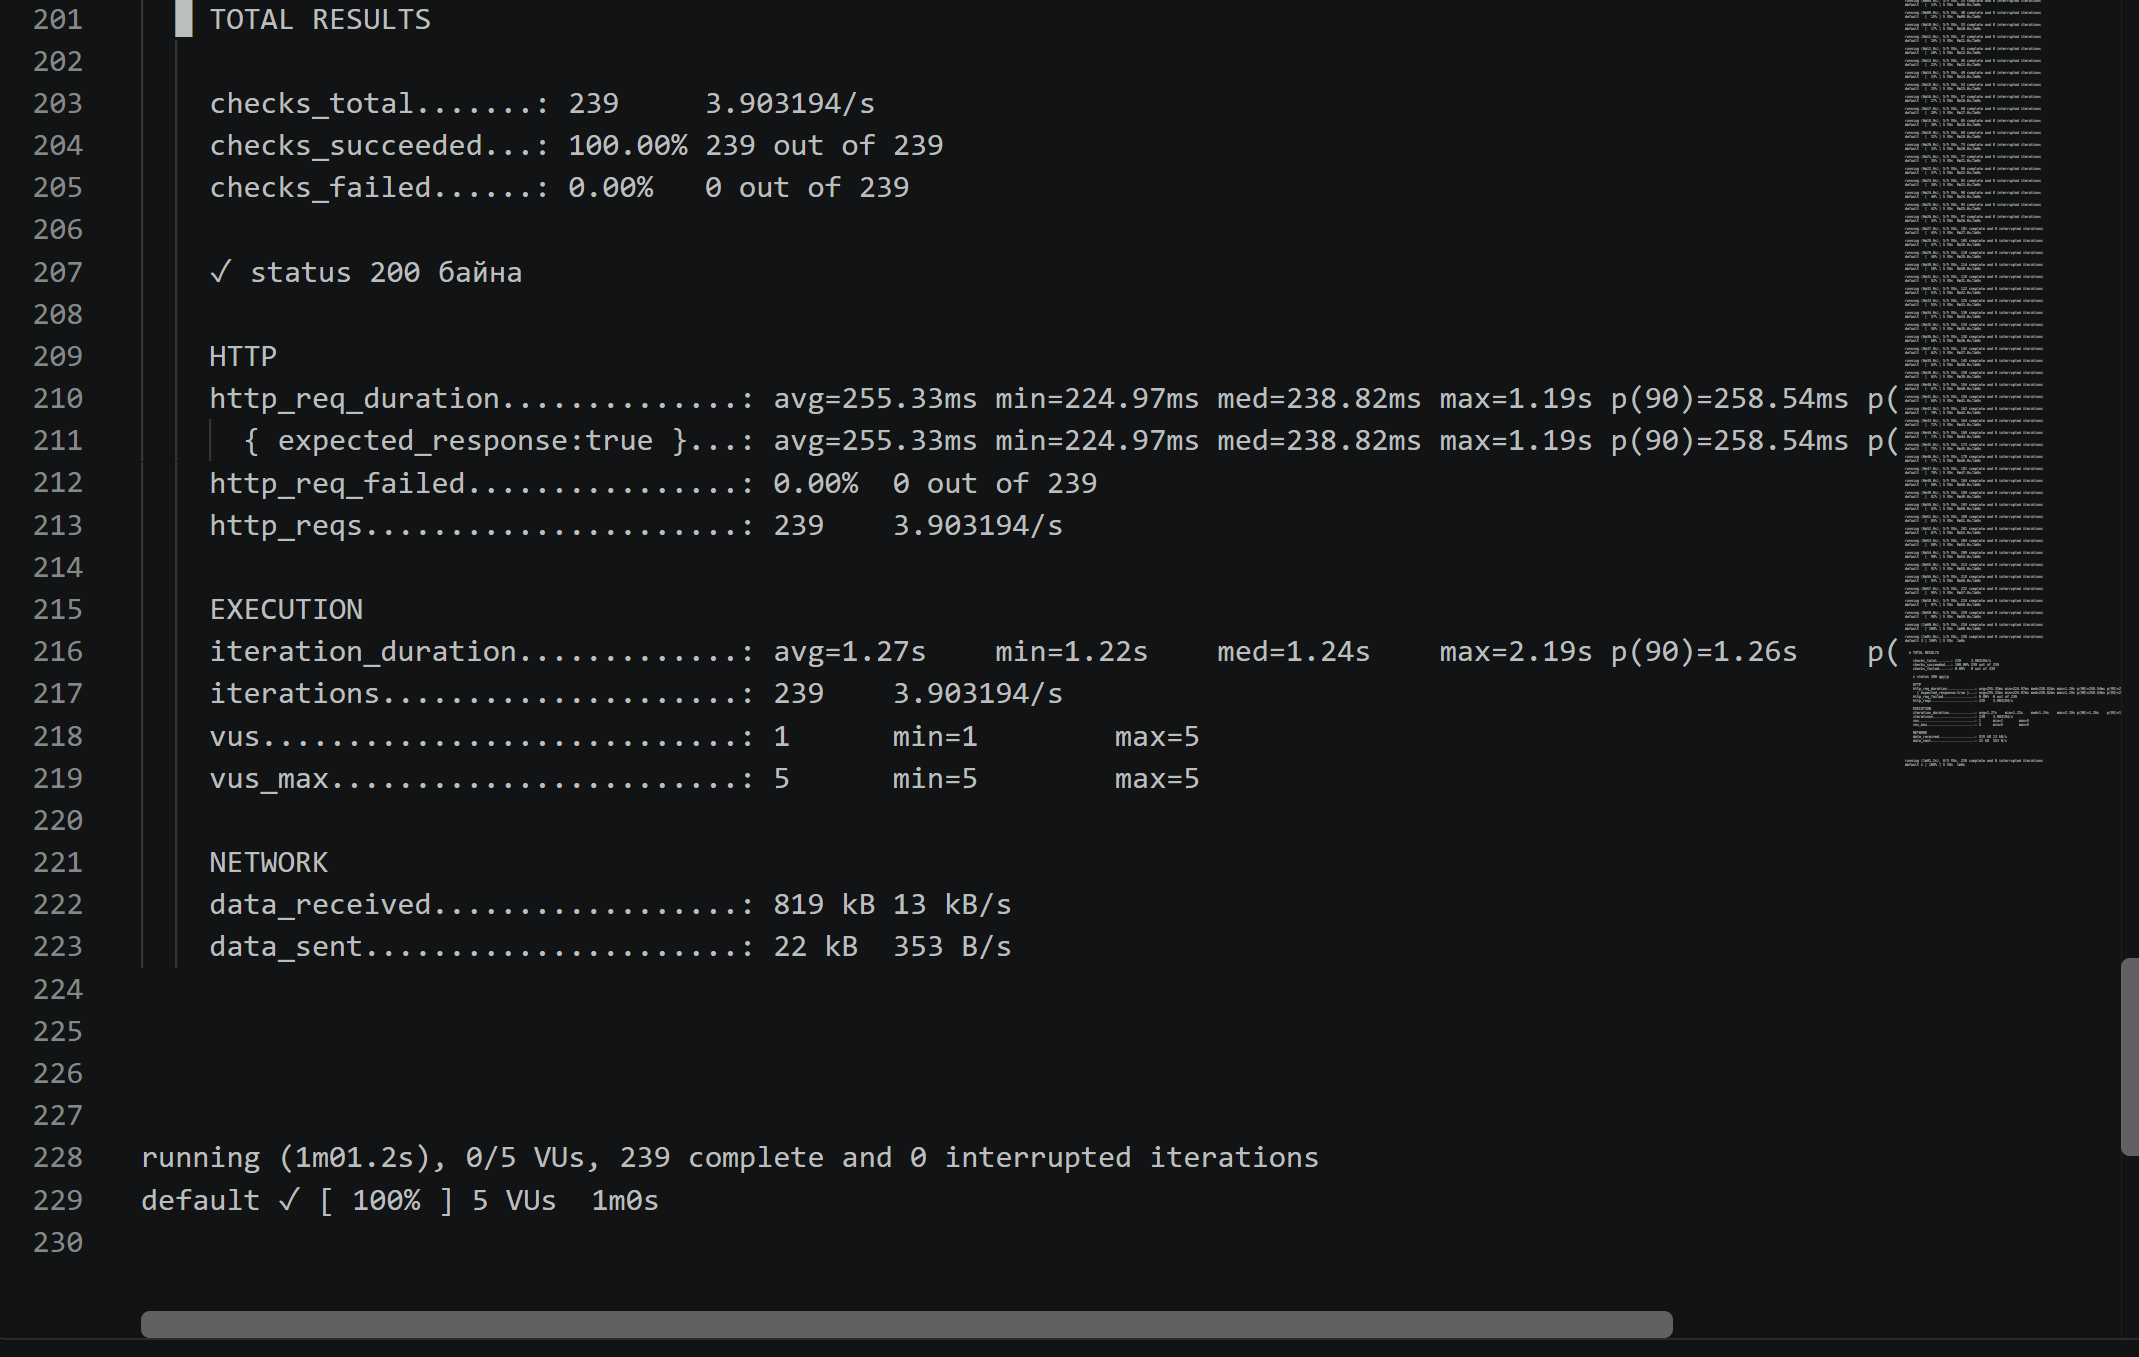 201 TOTAL RESULTS
202
203 checks_total.......: 239 3.903194/s
204 checks_succeeded...: 100.00% 239 out of 239
205 checks_failed......: 0.00% 0 out of 239
206
207 ✓ status 200 байна
208
209 HTTP
210 http_req_duration..............: avg=255.33ms min=224.97ms med=238.82ms max=1.19s p(90)=258.54ms p(
211 { expected_response:true }...: avg=255.33ms min=224.97ms med=238.82ms max=1.19s p(90)=258.54ms p(
212 http_req_failed................: 0.00% 0 out of 239
213 http_reqs......................: 239 3.903194/s
214
215 EXECUTION
216 iteration_duration.............: avg=1.27s min=1.22s med=1.24s max=2.19s p(90)=1.26s p(
217 iterations.....................: 239 3.903194/s
218 vus............................: 1 min=1 max=5
219 vus_max........................: 5 min=5 max=5
220
221 NETWORK
222 data_received..................: 819 kB 13 kB/s
223 data_sent......................: 22 kB 353 B/s
224
225
226
227
228 running (1m01.2s), 0/5 VUs, 239 complete and 0 interrupted iterations
229 default ✓ [ 100% ] 5 VUs 1m0s
230